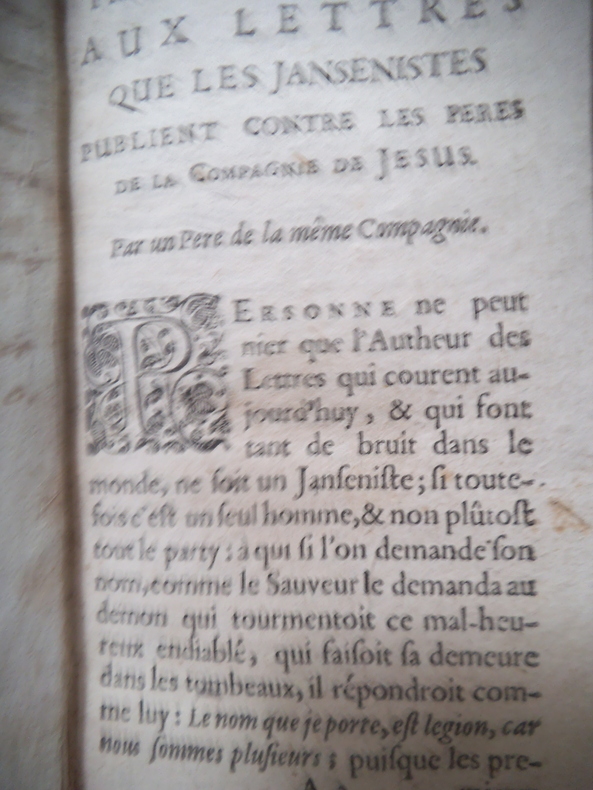 AUX LETTRES
QUE LES JANSENISTES
PUBLIENT CONTRE LES PERES
DE LA COMPAGNIE DE JESUS.
Par un Pere de la même Compagnie.
PERSONNE ne peut
nier que l'Autheur des
Lettres qui courent au-
jourd'huy, & qui font
tant de bruit dans le
monde, ne ſoit un Janſeniſte; ſi toute-
fois c'eſt un ſeul homme, & non plûtoſt
tout le party: à qui ſi l'on demande ſon
nom, comme le Sauveur le demanda au
demon qui tourmentoit ce mal-heu-
reux endiablé, qui faiſoit ſa demeure
dans les tombeaux, il répondroit com-
me luy: Le nom que je porte, eſt legion, car
nous ſommes pluſieurs; puiſque les pre-